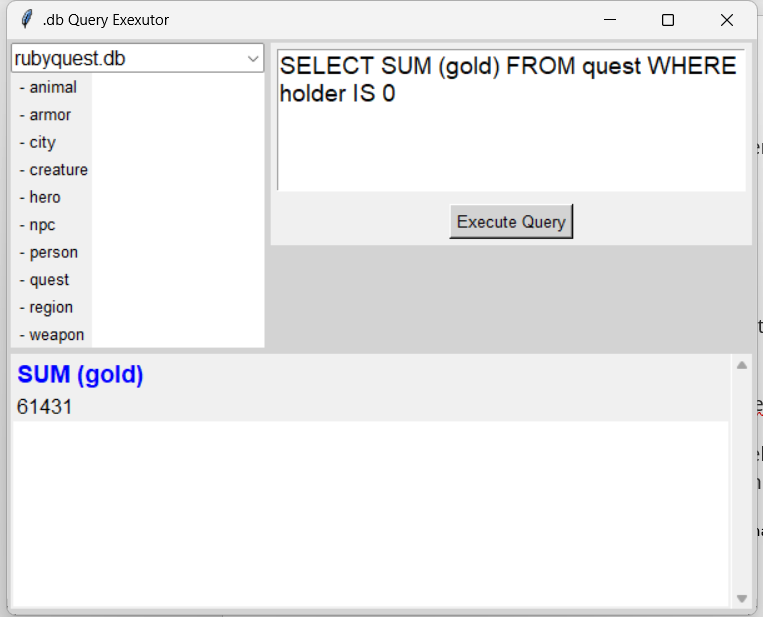 .db Query Exexutor
rubyquest.db
- animal
- armor
- city
- creature
- hero
- npc
- person
- quest
- region
- weapon
SELECT SUM (gold) FROM quest WHERE
holder IS 0
Execute Query
SUM (gold)
61431